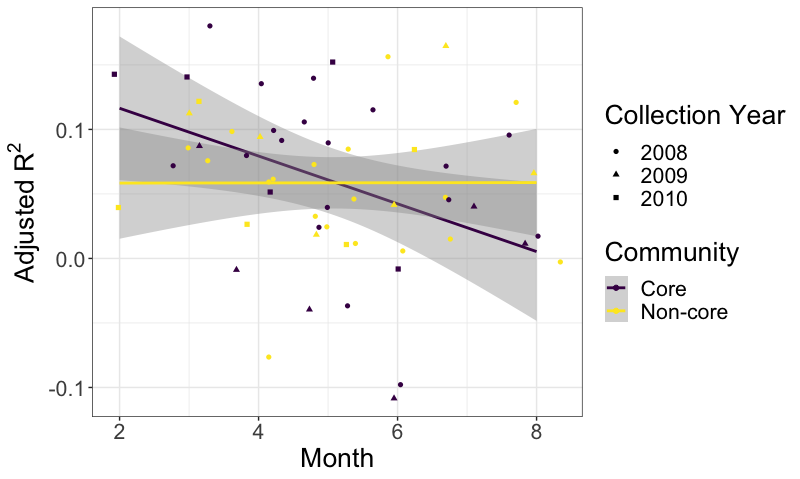 Adjusted R²
0.1
0.0
-0.1
2 4 6 8
Month
Collection Year
2008
2009
2010
Community
Core
Non-core